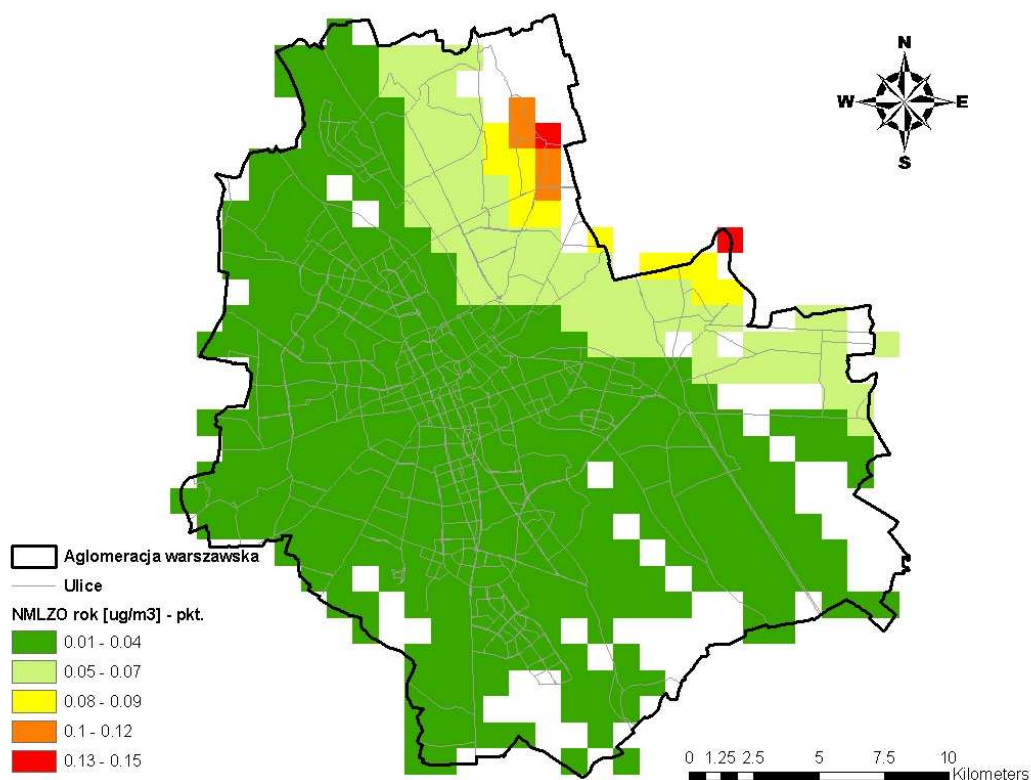 N
W E
S
Aglomeracja warszawska
Ulice
NMLZO rok [ug/m3] - pkt.
0.01 - 0.04
0.05 - 0.07
0.08 - 0.09
0.1 - 0.12
0.13 - 0.15
0 1.25 2.5 5 7.5 10
Kilometers